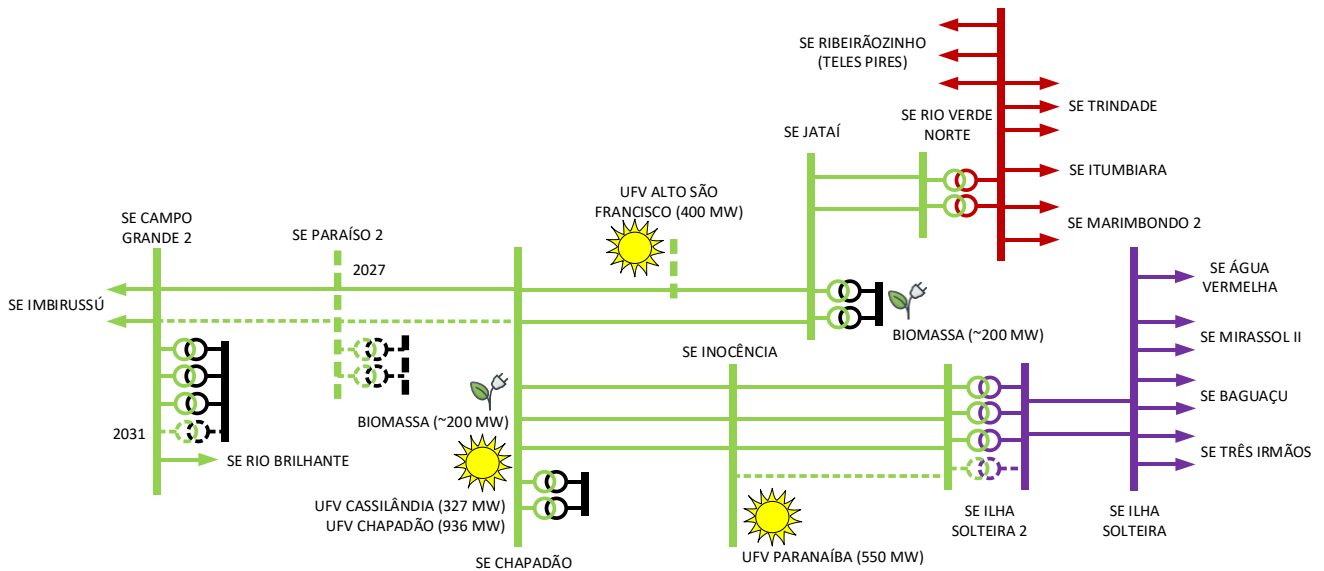 SE RIBEIRÃOZINHO
(TELES PIRES)
SE TRINDADE
SE RIO VERDE
NORTE
SE JATAÍ
SE ITUMBIARA
UFV ALTO SÃO
FRANCISCO (400 MW)
SE MARIMBONDO 2
SE CAMPO
GRANDE 2
SE PARAÍSO 2
2027
SE ÁGUA
VERMELHA
SE IMBIRUSSÚ
BIOMASSA (~200 MW)
SE MIRASSOL II
SE INOCÊNCIA
SE BAGUAÇU
BIOMASSA (~200 MW)
2031
SE RIO BRILHANTE
SE TRÊS IRMÃOS
UFV CASSILÂNDIA (327 MW)
UFV CHAPADÃO (936 MW)
SE ILHA
SOLTEIRA 2
SE ILHA
SOLTEIRA
UFV PARANAÍBA (550 MW)
SE CHAPADÃO